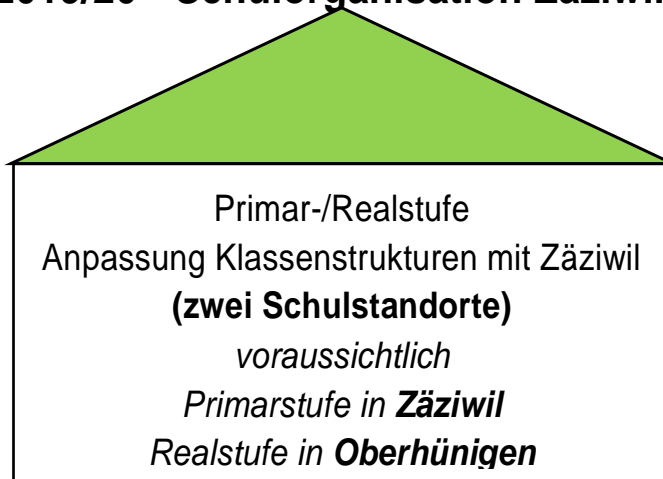 Primar-/Realstufe
Anpassung Klassenstrukturen mit Zäziwil
(zwei Schulstandorte)
voraussichtlich
Primarstufe in Zäziwil
Realstufe in Oberhünigen